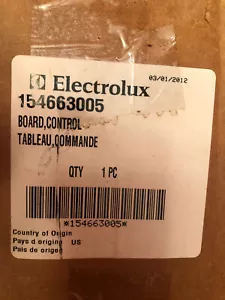 Electrolux
03/01/2012
154663005
BOARD,CONTROL
TABLEAU,COMMANDE
QTY 1 PC
*154663005*
Country of Origin
Pays d origine US
Pais de origen